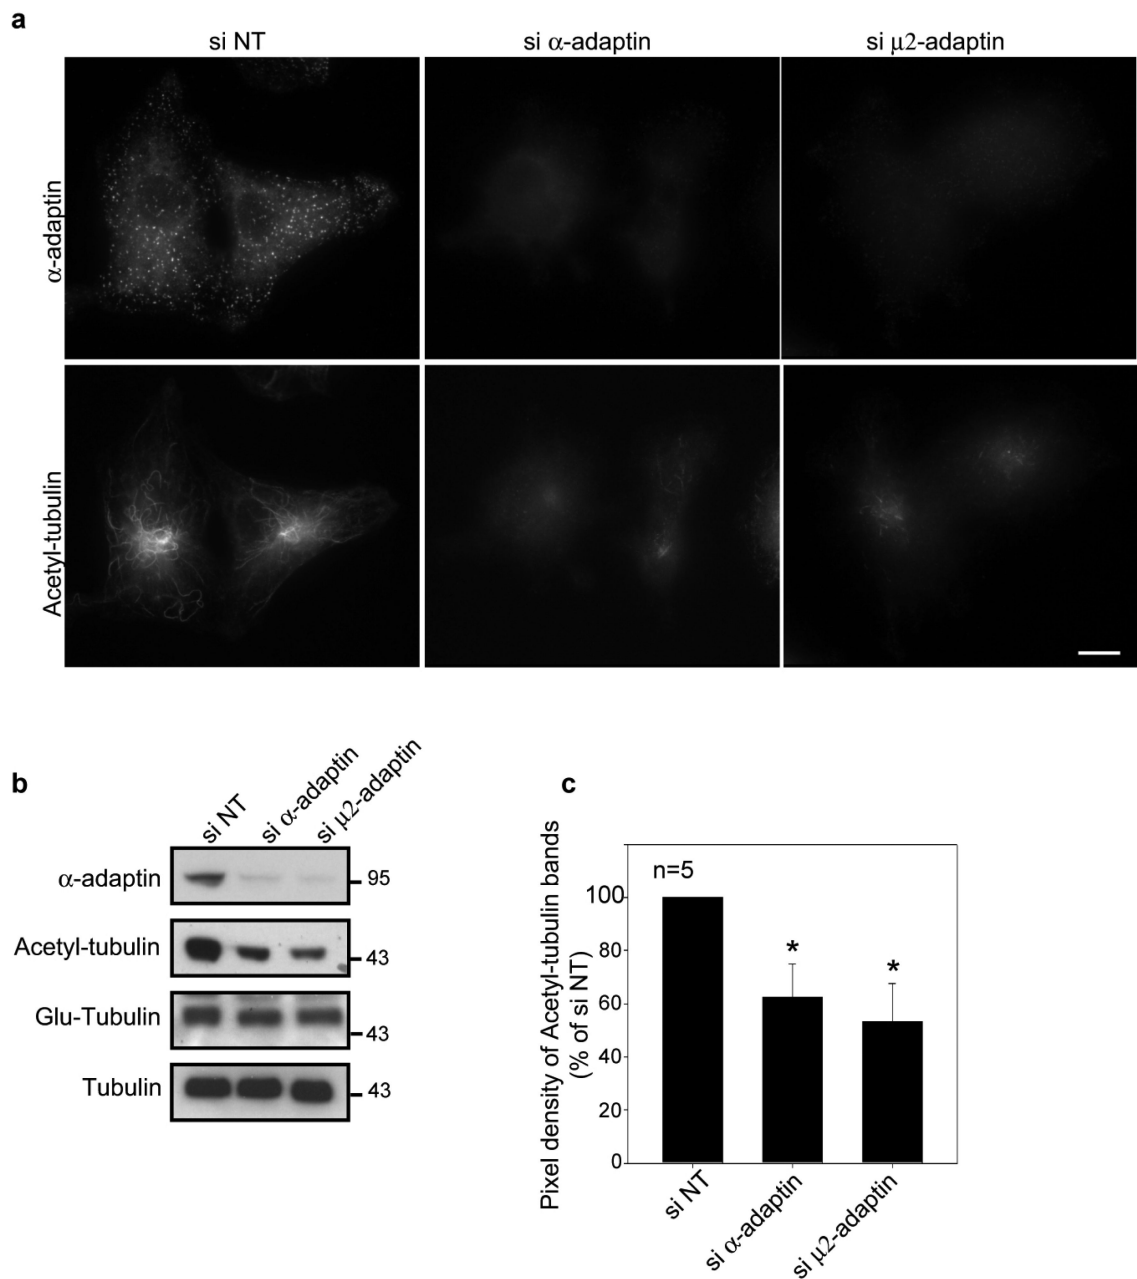 a
si NT
si α-adaptin
si μ2-adaptin
α-adaptin
Acetyl-tubulin
b
si NT
si α-adaptin
si μ2-adaptin
α-adaptin
95
Acetyl-tubulin
43
Glu-Tubulin
43
Tubulin
43
c
Pixel density of Acetyl-tubulin bands
(% of si NT)
n=5
100
80
60
40
20
0
*
*
si NT
si α-adaptin
si μ2-adaptin